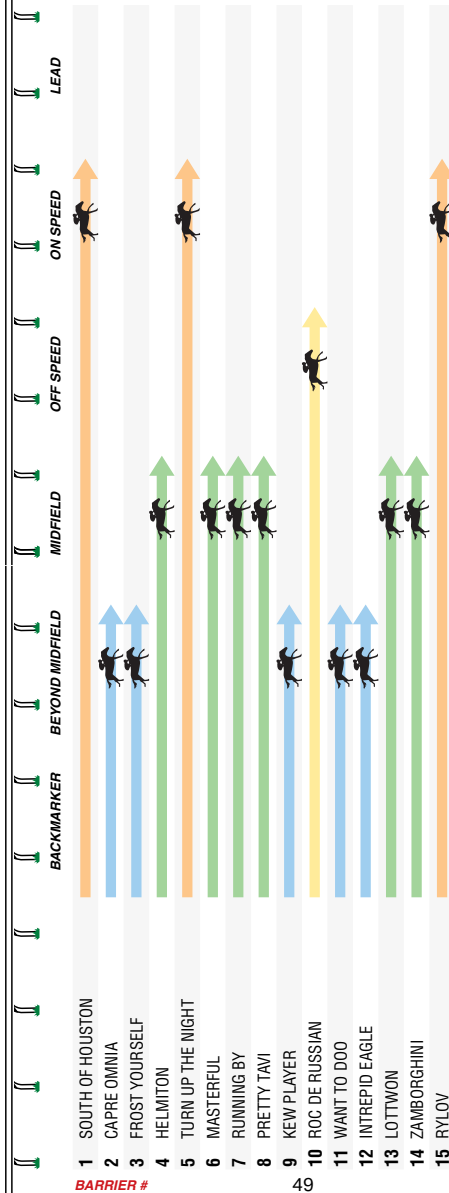 LEAD
ON SPEED
OFF SPEED
MIDFIELD
BEYOND MIDFIELD
BACKMARKER
1 SOUTH OF HOUSTON
2 CAPRE OMNIA
3 FROST YOURSELF
4 HELMITON
5 TURN UP THE NIGHT
6 MASTERFUL
7 RUNNING BY
8 PRETTY TAVI
9 KEW PLAYER
10 ROC DE RUSSIAN
11 WANT TO DOO
12 INTREPID EAGLE
13 LOTTWON
14 ZAMBORGHINI
15 RYLOV
BARRIER #
49